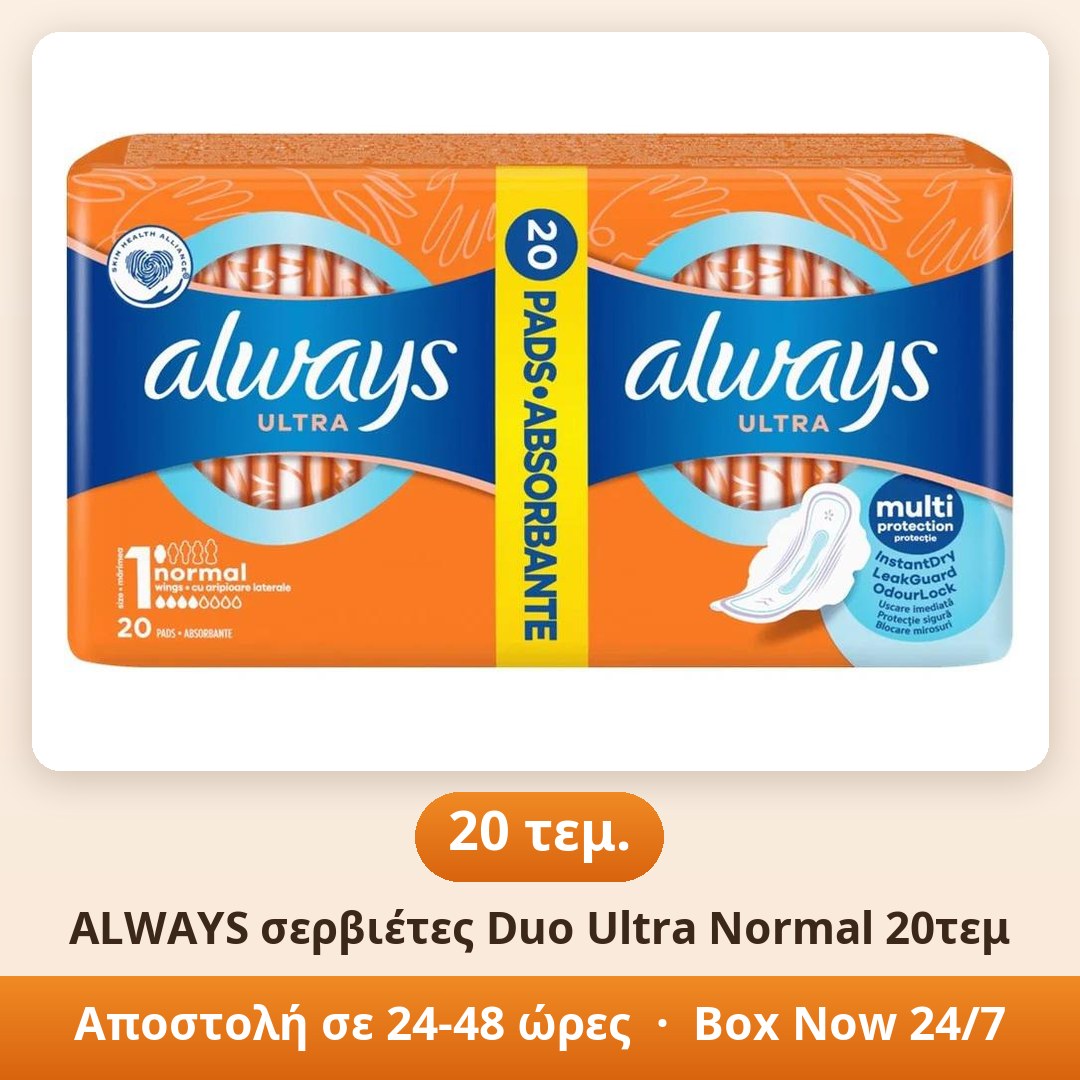 SKIN HEALTH ALLIANCE
always
ULTRA
size • mărimea
1
normal
wings • cu aripioare laterale
20 PADS • ABSORBANTE
20 PADS • ABSORBANTE
always
ULTRA
multi
protection
protecție
InstantDry
LeakGuard
OdourLock
Uscare imediată
Protecție sigură
Blocare mirosuri
20 τεμ.
ALWAYS σερβιέτες Duo Ultra Normal 20τεμ
Αποστολή σε 24-48 ώρες · Box Now 24/7